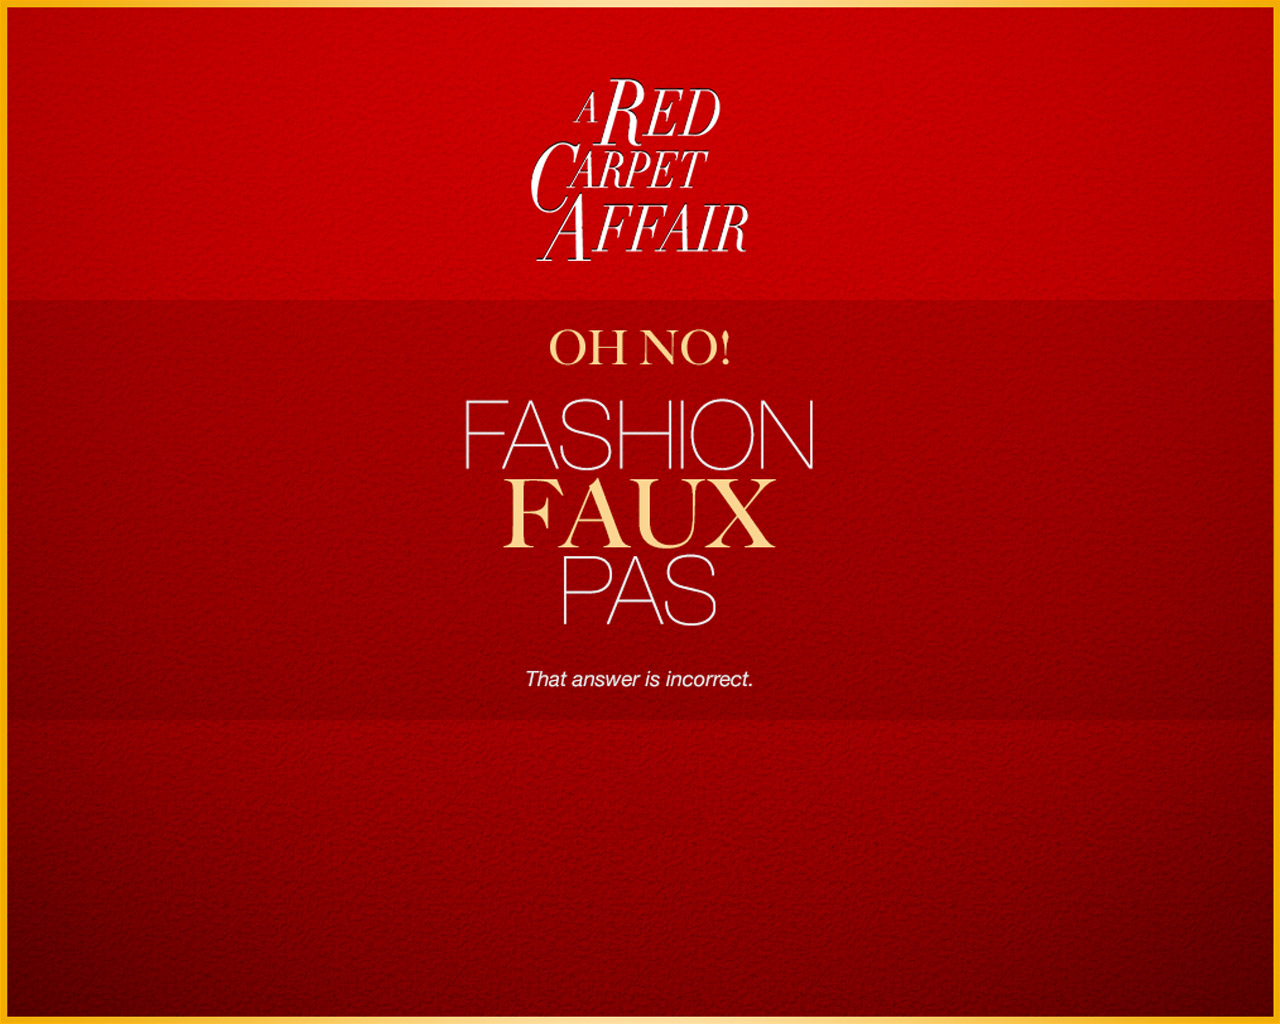 A RED
CARPET
AFFAIR
OH NO!
FASHION
FAUX
PAS
That answer is incorrect.